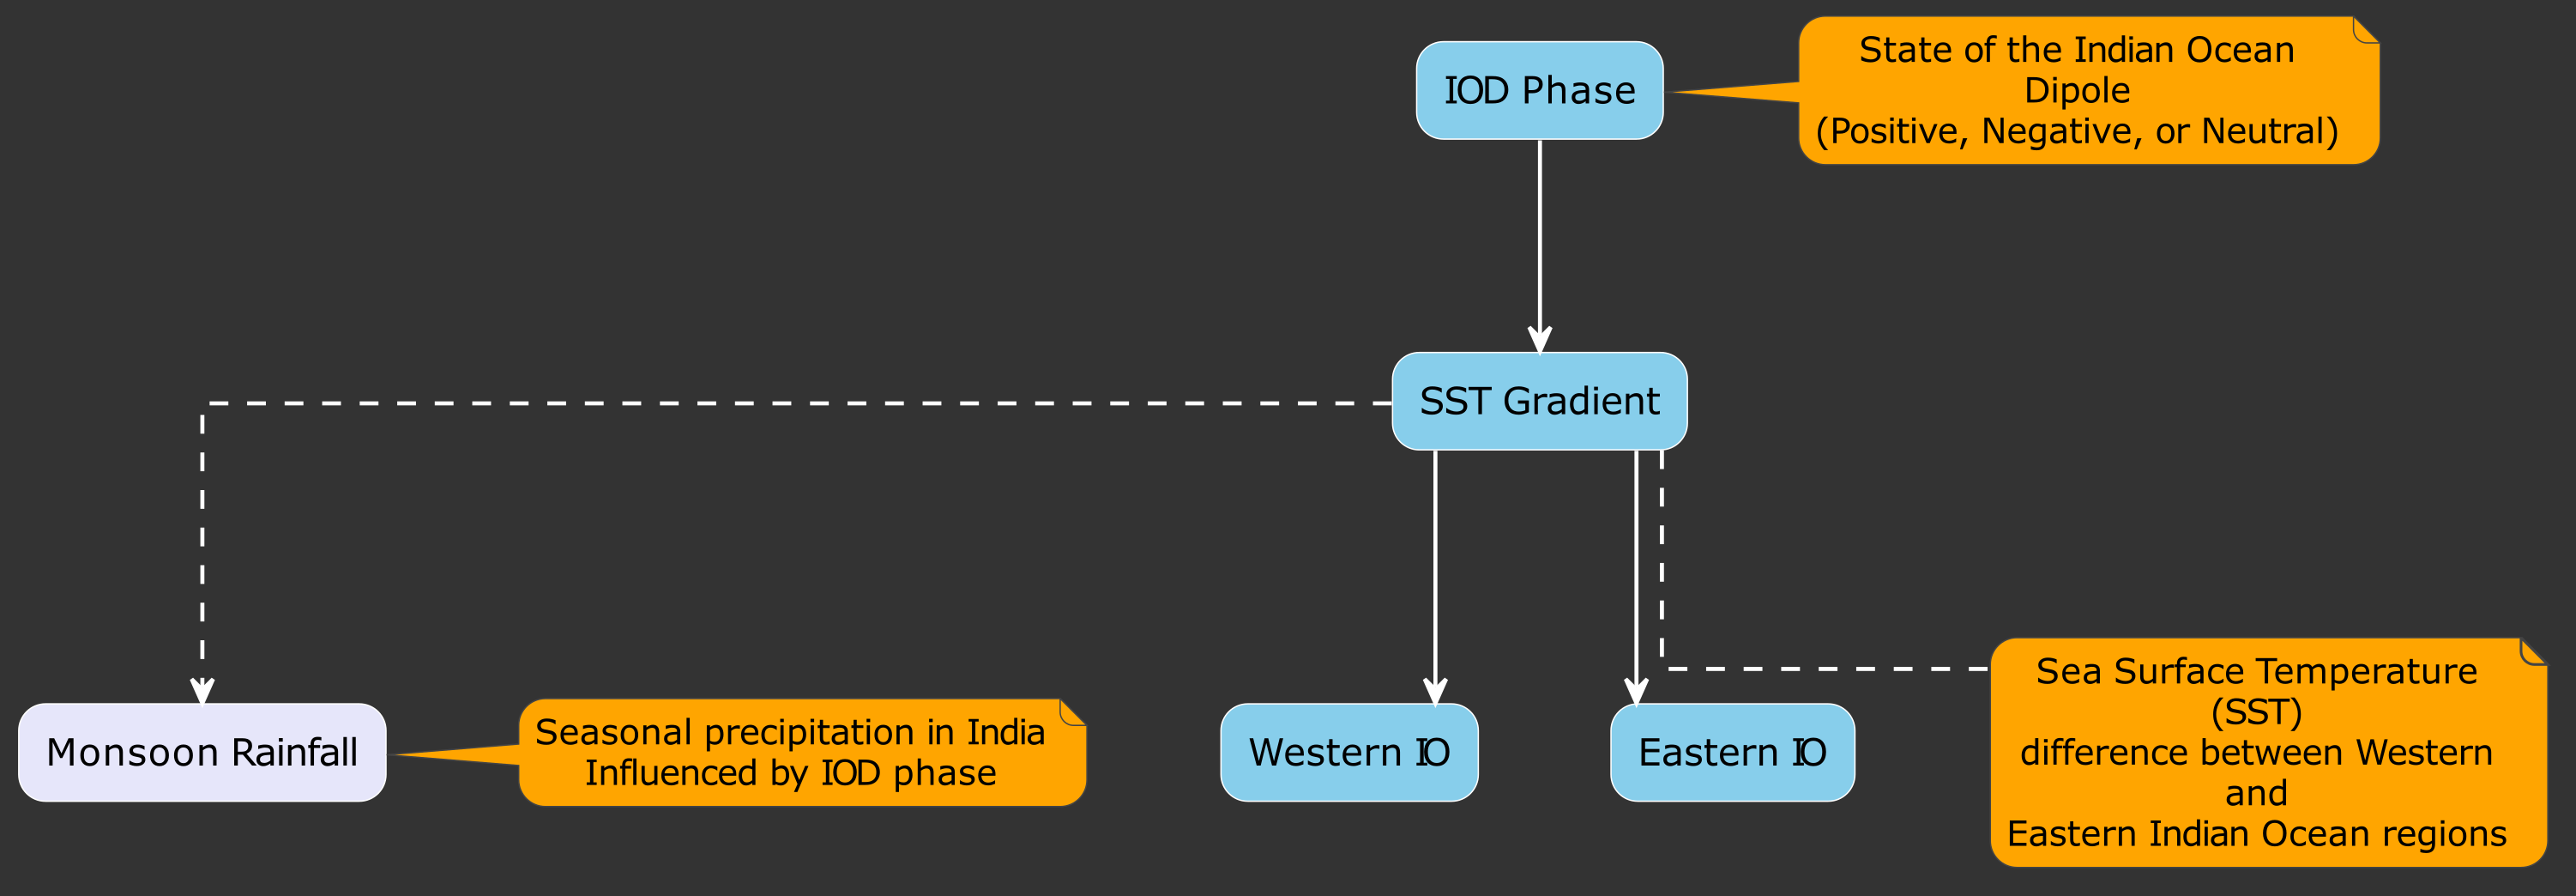 IOD Phase
State of the Indian Ocean
Dipole
(Positive, Negative, or Neutral)
SST Gradient
Monsoon Rainfall
Seasonal precipitation in India
Influenced by IOD phase
Western IO
Eastern IO
Sea Surface Temperature
(SST)
difference between Western
and
Eastern Indian Ocean regions